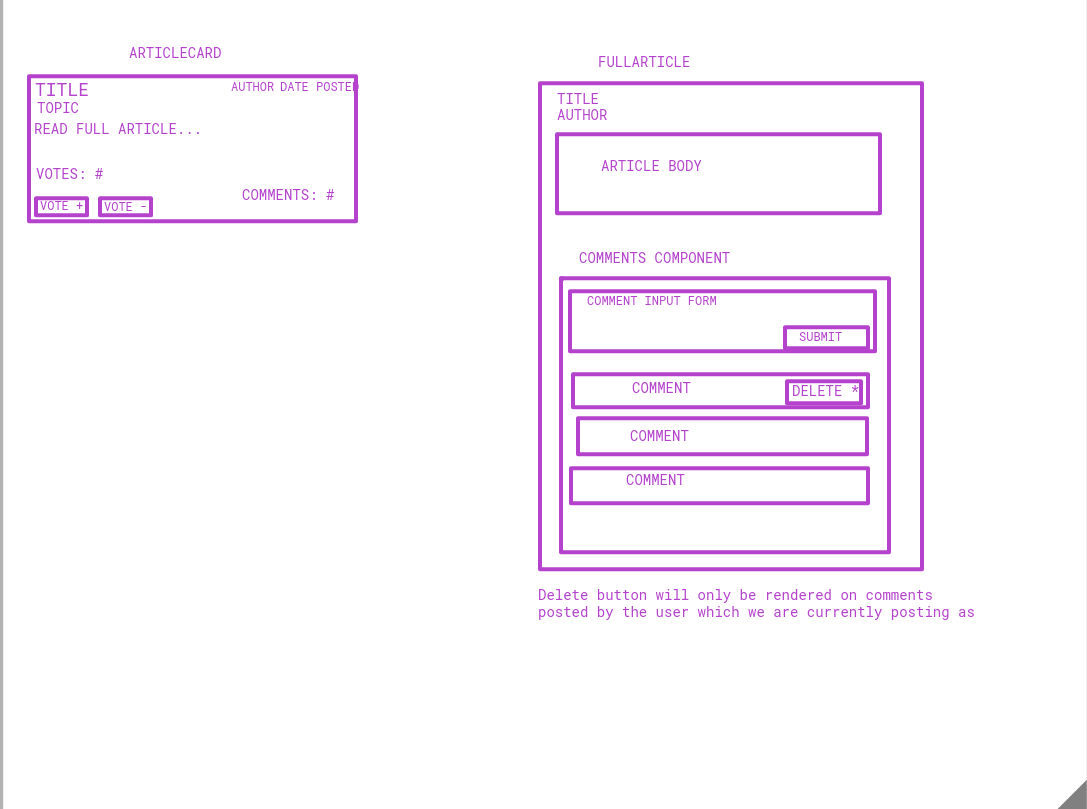 ARTICLECARD
TITLE
AUTHOR DATE POSTED
TOPIC
READ FULL ARTICLE...
VOTES: #
COMMENTS: #
VOTE +
VOTE -
FULLARTICLE
TITLE
AUTHOR
ARTICLE BODY
COMMENTS COMPONENT
COMMENT INPUT FORM
SUBMIT
COMMENT
DELETE *
COMMENT
COMMENT
Delete button will only be rendered on comments
posted by the user which we are currently posting as